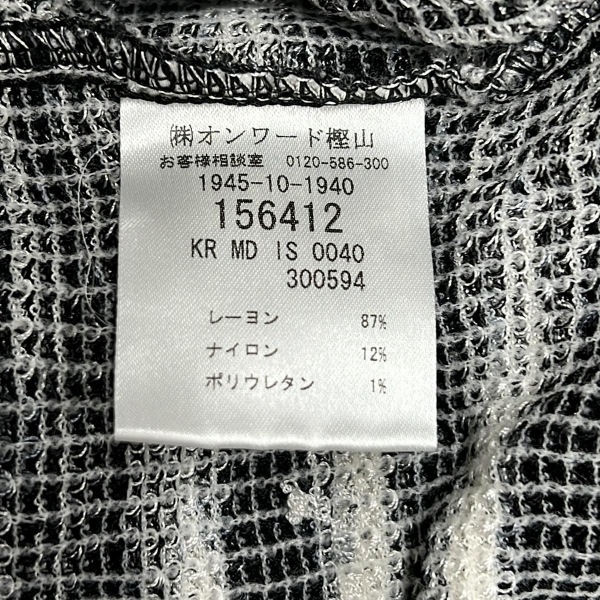 ㈱オンワード樫山
お客様相談室 0120-586-300
1945-10-1940
156412
KR MD IS 0040
300594
レーヨン 87%
ナイロン 12%
ポリウレタン 1%